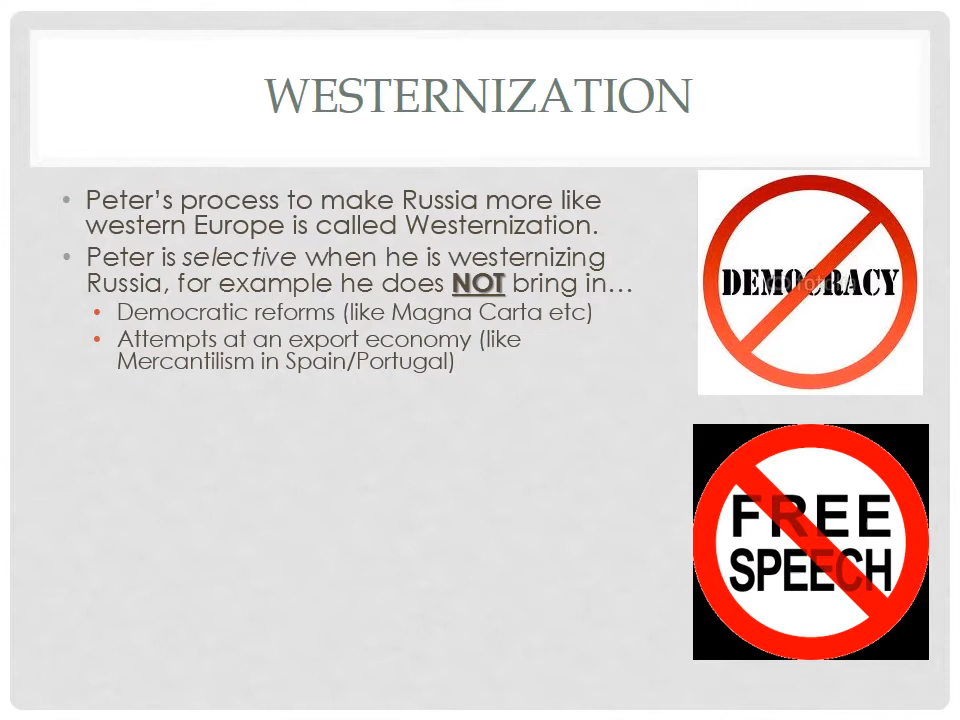 WESTERNIZATION
• Peter’s process to make Russia more like
western Europe is called Westernization.
• Peter is selective when he is westernizing
Russia, for example he does NOT bring in…
• Democratic reforms (like Magna Carta etc)
• Attempts at an export economy (like
Mercantilism in Spain/Portugal)
DEMOCRACY
FREE
SPEECH